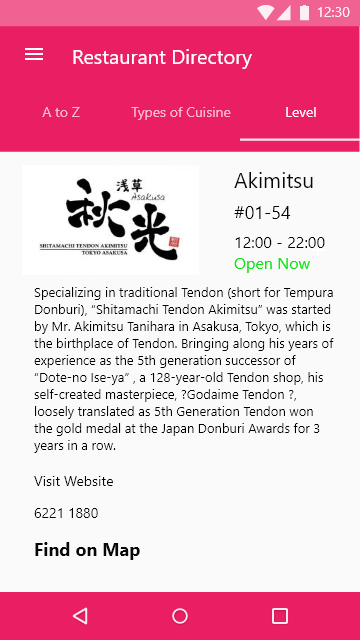 12:30
Restaurant Directory
A to Z
Types of Cuisine
Level
浅草
Asakusa
秋光
SHITAMACHI TENDON AKIMITSU
TOKYO ASAKUSA
Akimitsu
#01-54
12:00 - 22:00
Open Now
Specializing in traditional Tendon (short for Tempura
Donburi), “Shitamachi Tendon Akimitsu” was started
by Mr. Akimitsu Tanihara in Asakusa, Tokyo, which is
the birthplace of Tendon. Bringing along his years of
experience as the 5th generation successor of
“Dote-no Ise-ya” , a 128-year-old Tendon shop, his
self-created masterpiece, ?Godaime Tendon ?,
loosely translated as 5th Generation Tendon won
the gold medal at the Japan Donburi Awards for 3
years in a row.
Visit Website
6221 1880
Find on Map